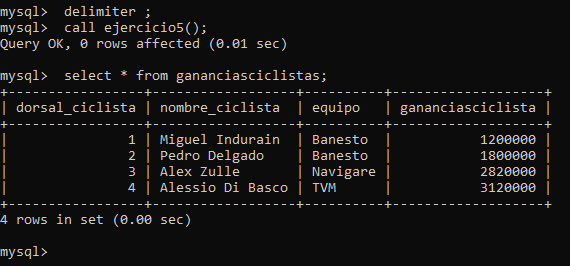 mysql>  delimiter ;
mysql>  call ejercicio5();
Query OK, 0 rows affected (0.01 sec)
mysql>  select * from gananciasciclistas;
+-----------------+------------------+----------+-------------------+
| dorsal_ciclista | nombre_ciclista  | equipo   | gananciasciclista |
+-----------------+------------------+----------+-------------------+
|               1 | Miguel Indurain  | Banesto  |           1200000 |
|               2 | Pedro Delgado    | Banesto  |           1800000 |
|               3 | Alex Zulle       | Navigare |           2820000 |
|               4 | Alessio Di Basco | TVM      |           3120000 |
+-----------------+------------------+----------+-------------------+
4 rows in set (0.00 sec)
mysql>